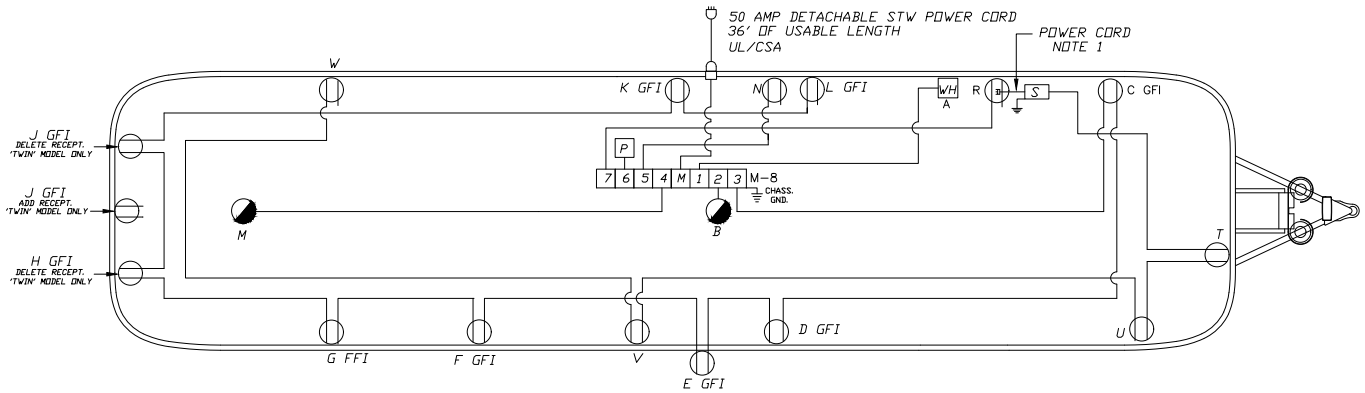 50 AMP DETACHABLE STW POWER CORD
36' OF USABLE LENGTH
UL/CSA
POWER CORD
NOTE 1
W
K GFI
N
L GFI
WH
A
R
D
S
C GFI
J GFI
DELETE RECEPT.
'TWIN' MODEL ONLY
P
7 6 5 4 M 1 2 3 M-8
CHASS.
GND.
J GFI
ADD RECEPT.
'TWIN' MODEL ONLY
M
B
T
H GFI
DELETE RECEPT.
'TWIN' MODEL ONLY
G FFI
F GFI
V
E GFI
D GFI
U